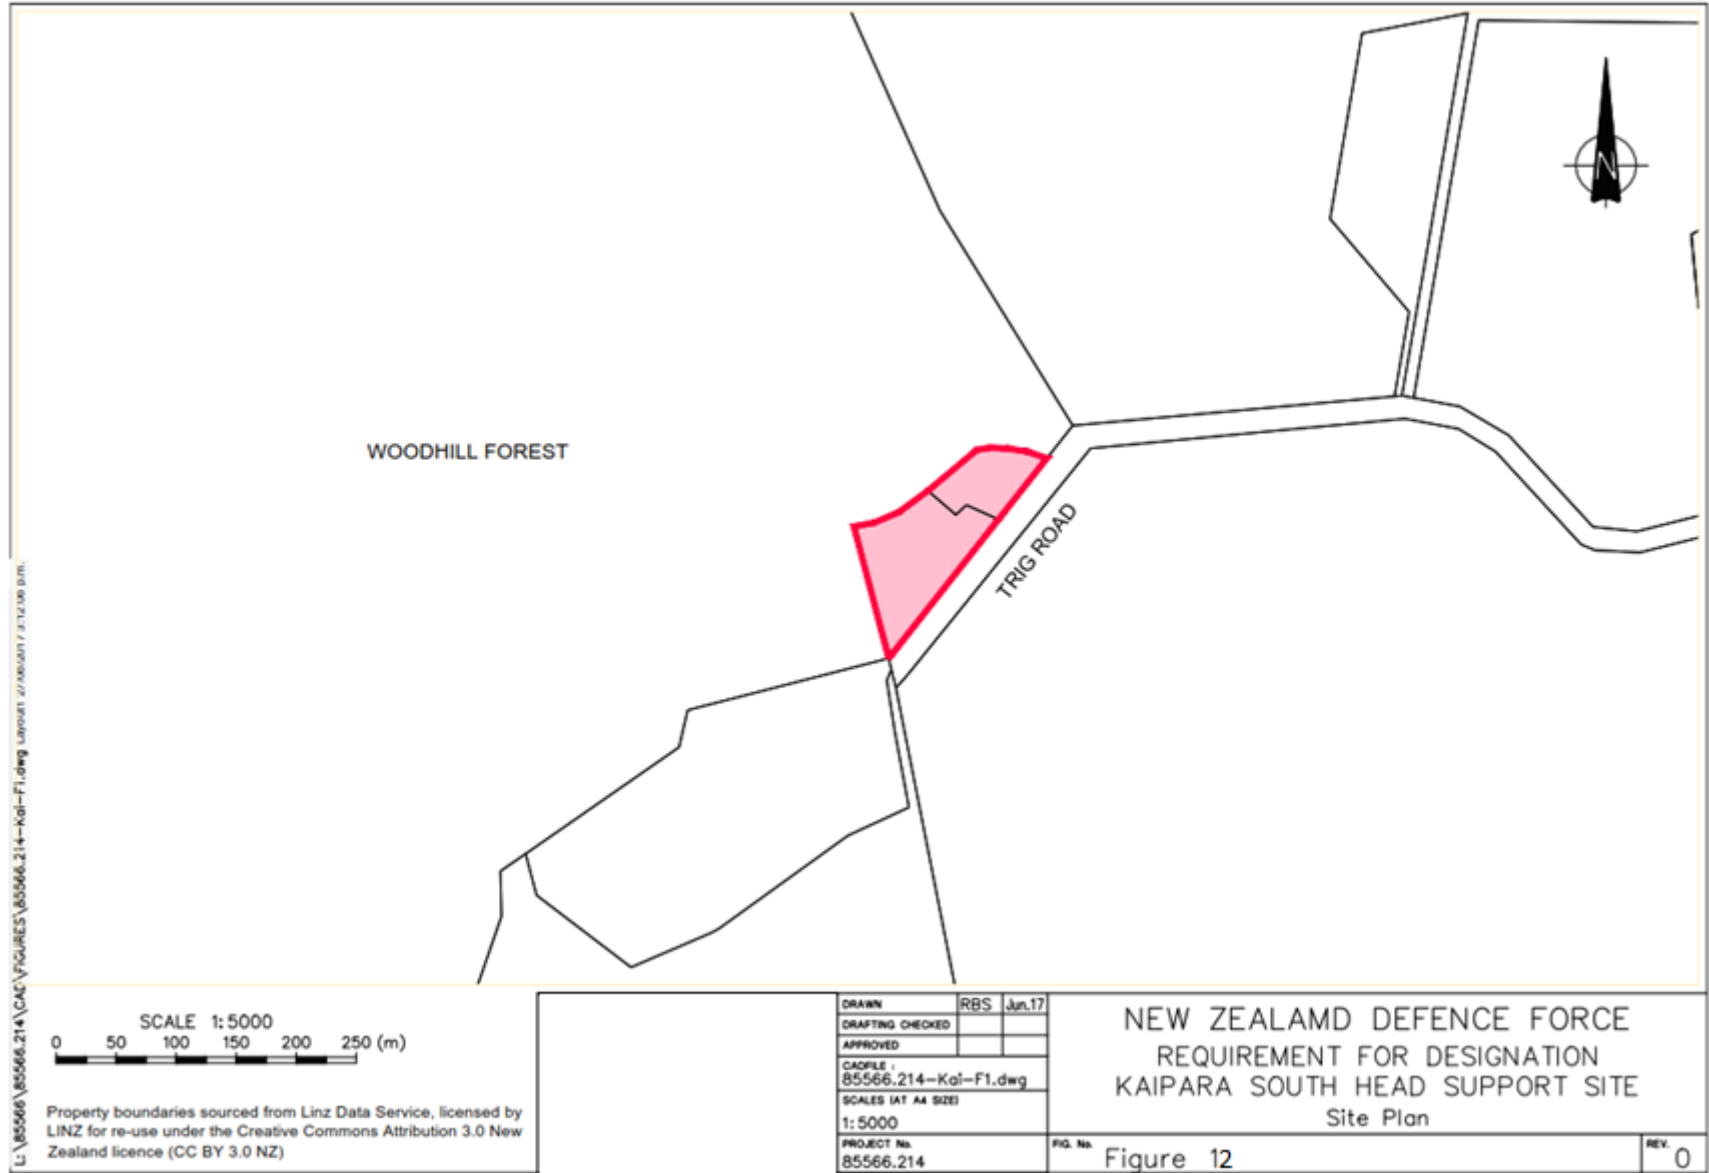 N
WOODHILL FOREST
TRIG ROAD
L:\85566\85566.214\CAD\FIGURES\85566.214-Kai-F1.dwg
SCALE 1:5000
0 50 100 150 200 250 (m)
Property boundaries sourced from Linz Data Service, licensed by
LINZ for re-use under the Creative Commons Attribution 3.0 New
Zealand licence (CC BY 3.0 NZ)
DRAWN RBS Jun.17
DRAFTING CHECKED
APPROVED
CADFILE :
85566.214-Kai-F1.dwg
SCALES (AT A4 SIZE)
1:5000
PROJECT No.
85566.214
NEW ZEALAMD DEFENCE FORCE
REQUIREMENT FOR DESIGNATION
KAIPARA SOUTH HEAD SUPPORT SITE
Site Plan
FIG. No.
Figure 12
REV.
0